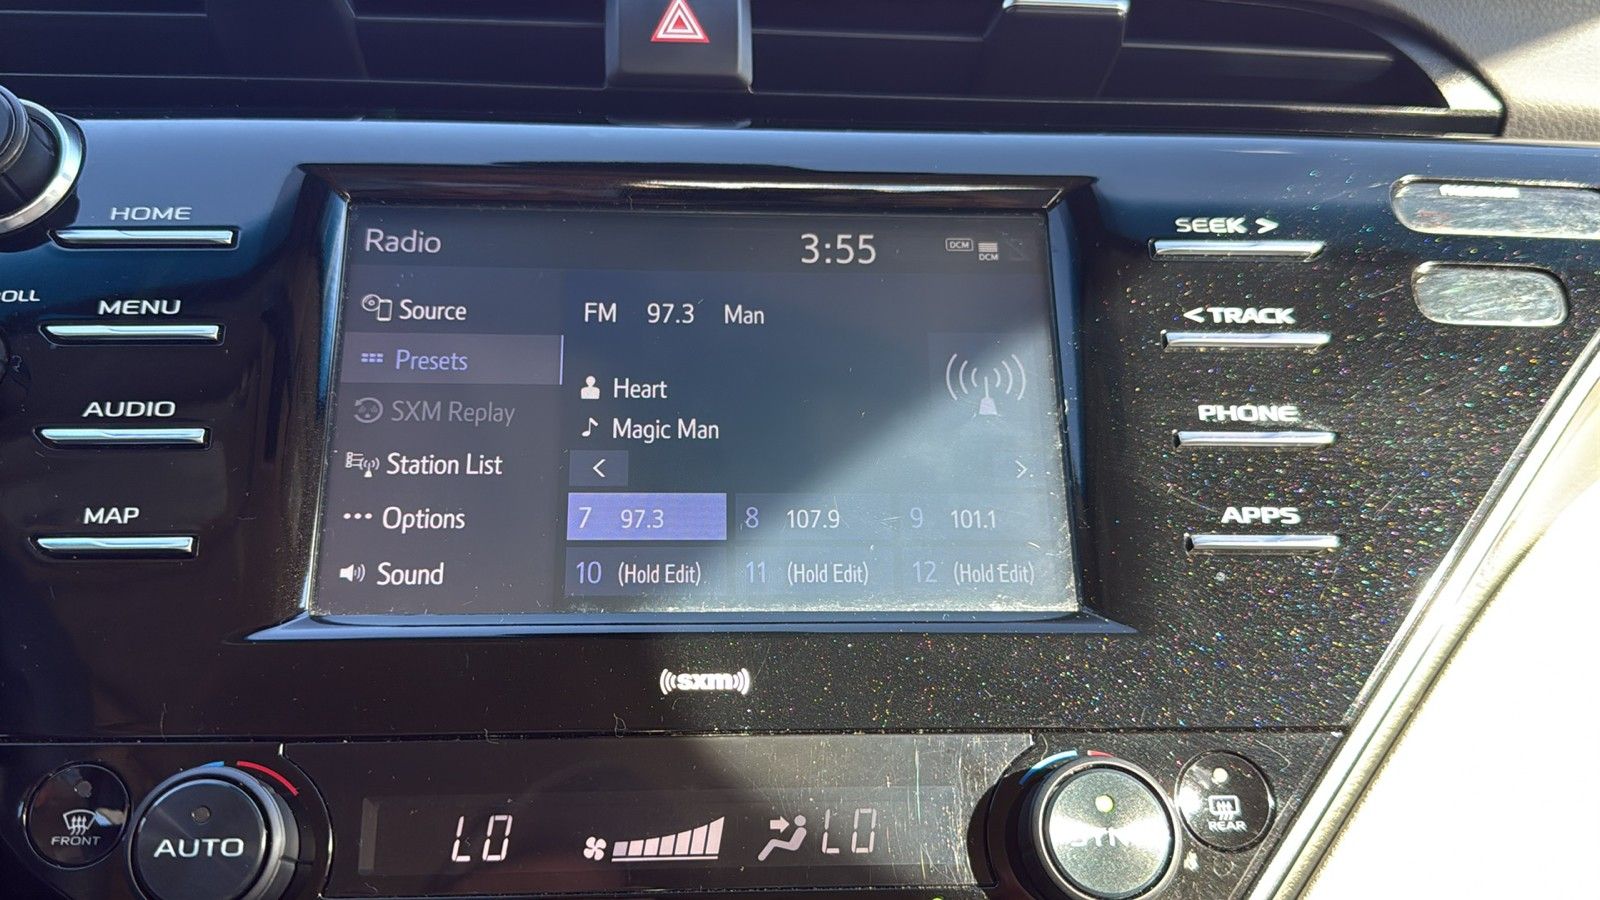 HOME
MENU
AUDIO
MAP
OLL
Radio
3:55
DCM
DCM
Source
Presets
SXM Replay
Station List
Options
Sound
FM 97.3 Man
Heart
Magic Man
<
>
7 97.3
8 107.9
9 101.1
10 (Hold Edit)
11 (Hold Edit)
12 (Hold Edit)
SEEK >
< TRACK
PHONE
APPS
((sxm))
FRONT
AUTO
LO
LO
REAR